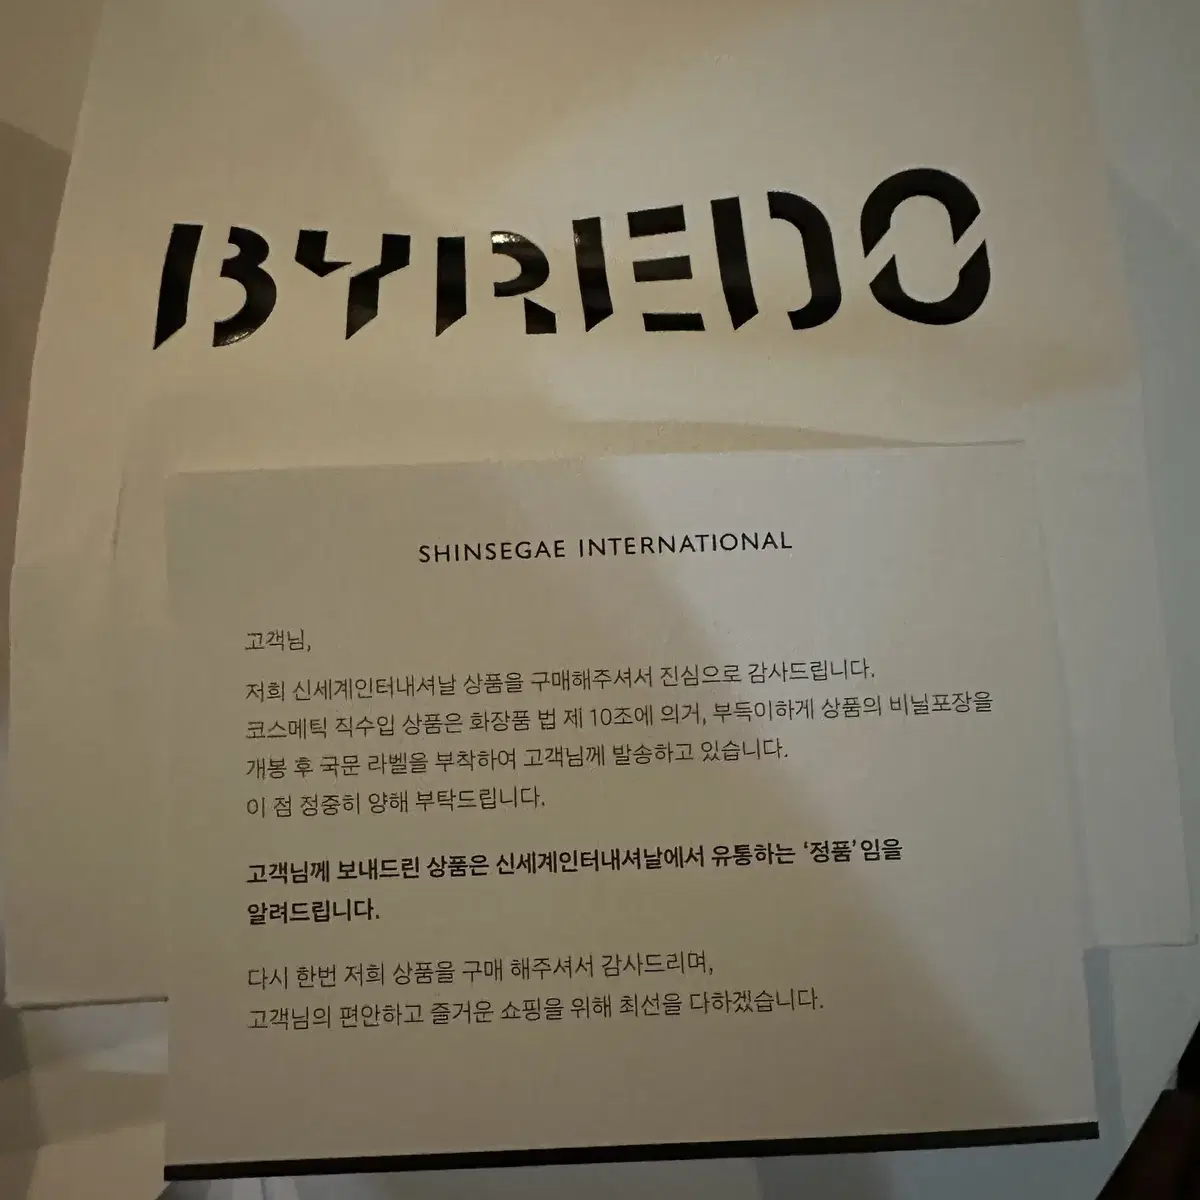 BYREDO
SHINSEGAE INTERNATIONAL
고객님,
저희 신세계인터내셔날 상품을 구매해주셔서 진심으로 감사드립니다.
코스메틱 직수입 상품은 화장품 법 제 10조에 의거, 부득이하게 상품의 비닐포장을
개봉 후 국문 라벨을 부착하여 고객님께 발송하고 있습니다.
이 점 정중히 양해 부탁드립니다.
고객님께 보내드린 상품은 신세계인터내셔날에서 유통하는 ‘정품’임을
알려드립니다.
다시 한번 저희 상품을 구매 해주셔서 감사드리며,
고객님의 편안하고 즐거운 쇼핑을 위해 최선을 다하겠습니다.